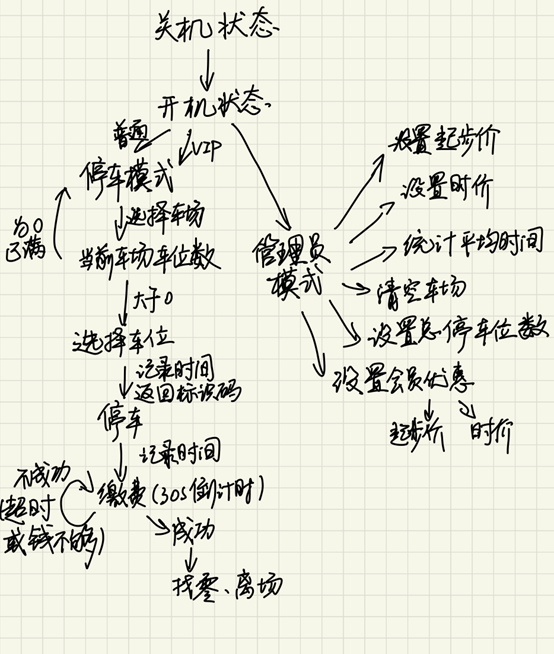 关机状态
开机状态
普通
VIP
停车模式
选择车场
为0
已满
当前车场车位数
大于0
选择车位
记录时间
返回标识码
停车
记录时间
缴费(30S倒计时)
不成功
(超时
或钱不够)
成功
找零、离场
管理员
模式
设置起步价
设置时价
统计平均时间
清空车场
设置总停车位数
设置会员优惠
起步价
时价